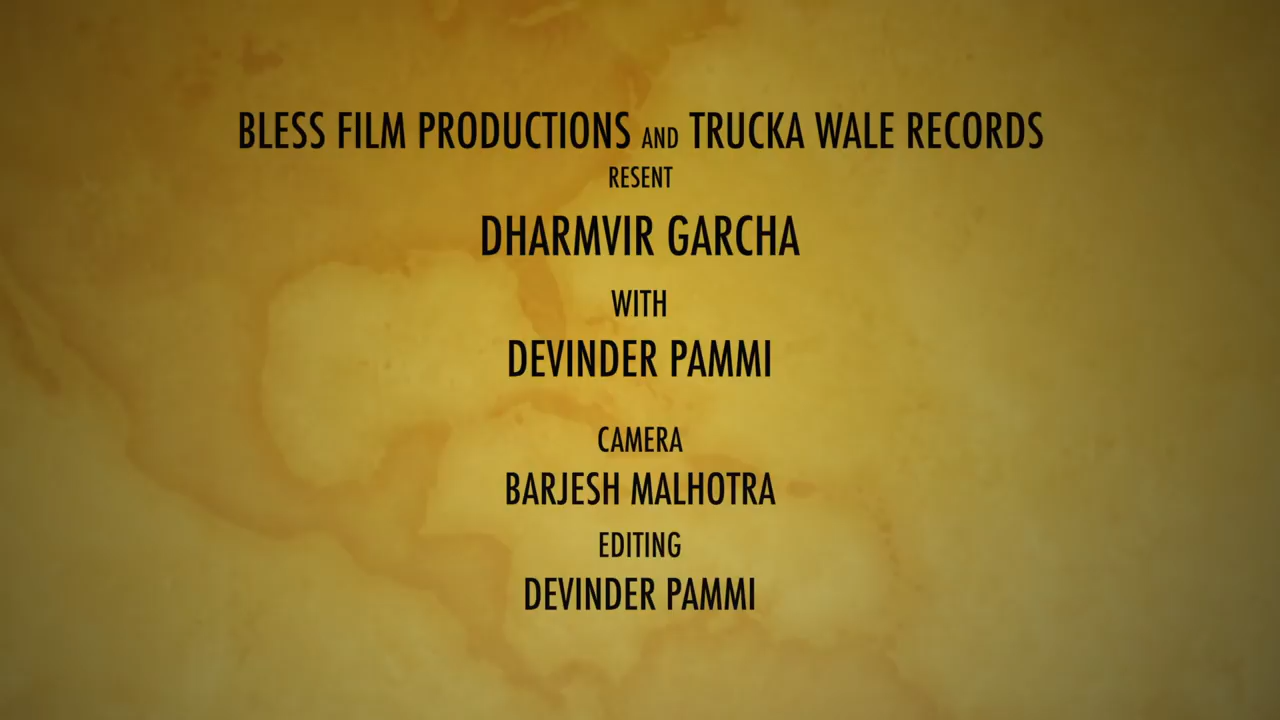 BLESS FILM PRODUCTIONS AND TRUCKA WALE RECORDS
RESENT
DHARMVIR GARCHA
WITH
DEVINDER PAMMI
CAMERA
BARJESH MALHOTRA
EDITING
DEVINDER PAMMI